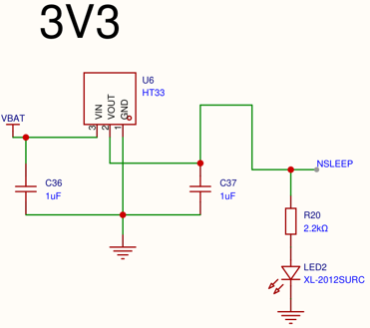 3V3
U6
HT33
VIN
VOUT
GND
3
2
1
VBAT
C36
1uF
C37
1uF
NSLEEP
R20
2.2kΩ
LED2
XL-2012SURC